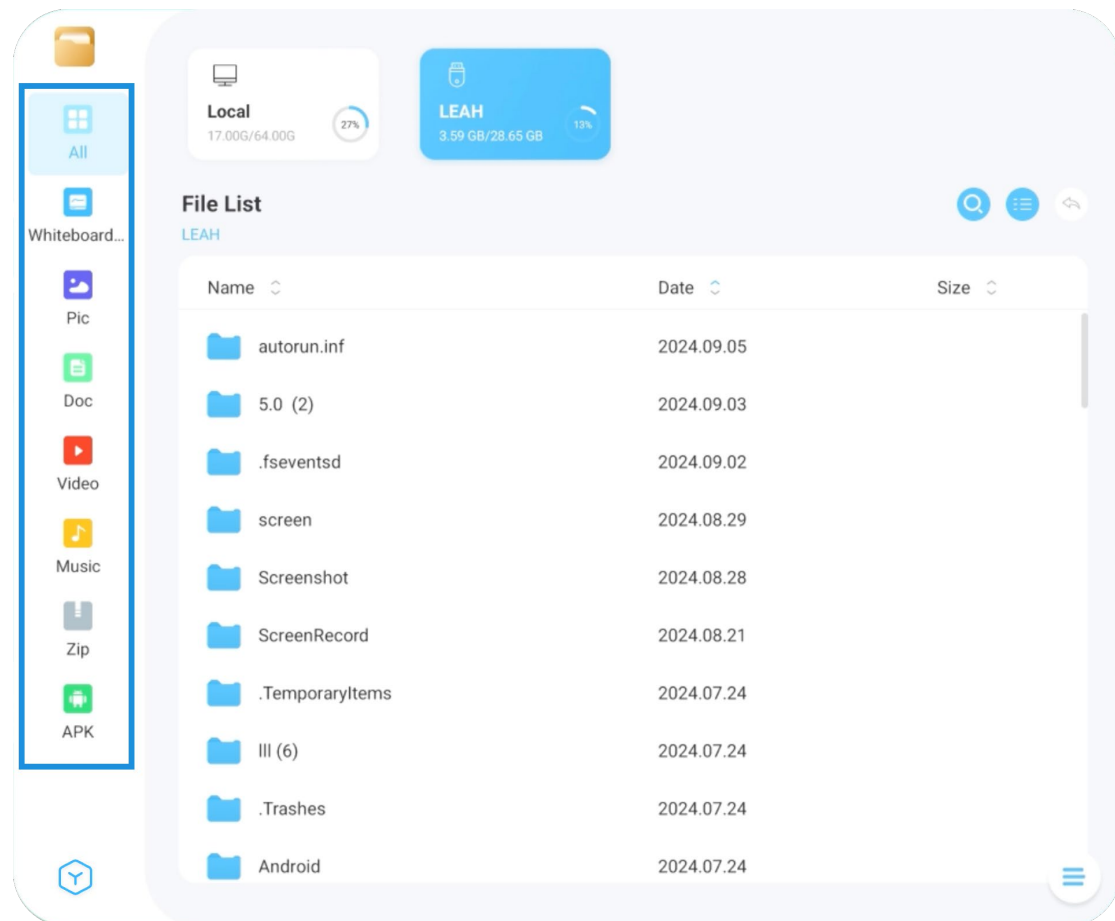 Local
17.00G/64.00G
27%
LEAH
3.59 GB/28.65 GB
13%
All
Whiteboard...
Pic
Doc
Video
Music
Zip
APK
File List
LEAH
Name Date Size
autorun.inf 2024.09.05
5.0 (2) 2024.09.03
.fseventsd 2024.09.02
screen 2024.08.29
Screenshot 2024.08.28
ScreenRecord 2024.08.21
.TemporaryItems 2024.07.24
lll (6) 2024.07.24
.Trashes 2024.07.24
Android 2024.07.24